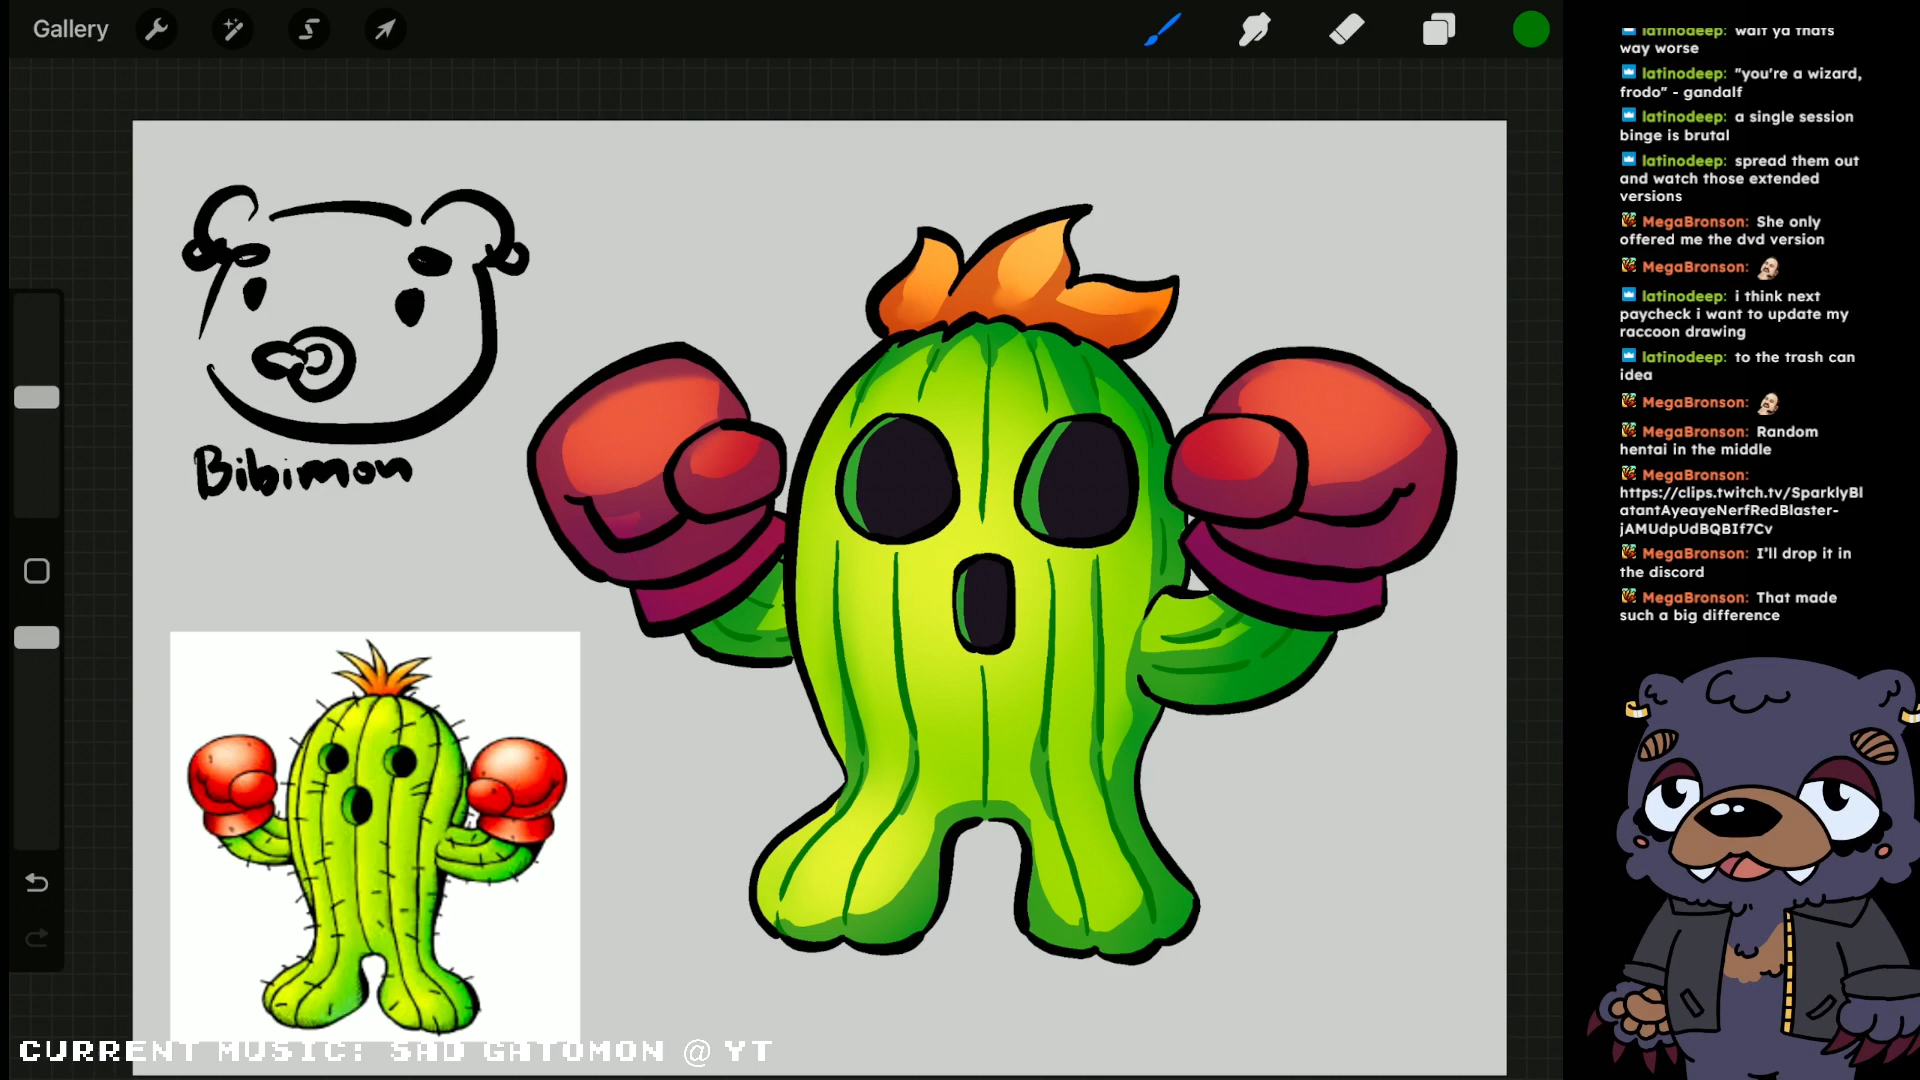 Gallery
latinodeep: wait ya thats
way worse
latinodeep: "you're a wizard,
frodo" - gandalf
latinodeep: a single session
binge is brutal
latinodeep: spread them out
and watch those extended
versions
MegaBronson: She only
offered me the dvd version
MegaBronson:
latinodeep: i think next
paycheck i want to update my
raccoon drawing
latinodeep: to the trash can
idea
MegaBronson:
MegaBronson: Random
hentai in the middle
MegaBronson:
https://clips.twitch.tv/SparklyBl
atantAyeayeNerfRedBlaster-
jAMUdpUdBQBIf7Cv
MegaBronson: I'll drop it in
the discord
MegaBronson: That made
such a big difference
Bibimon
CURRENT MUSIC: SAD GATOMON @ YT